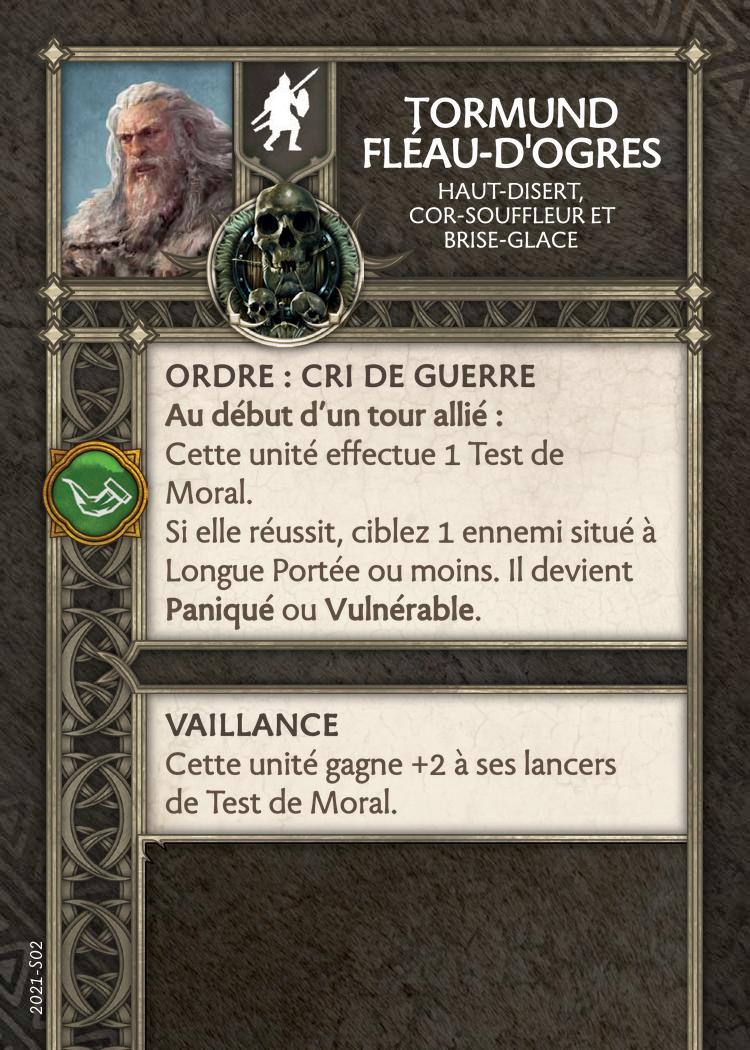 TORMUND
FLÉAU-D'OGRES
HAUT-DISERT,
COR-SOUFFLEUR ET
BRISE-GLACE
ORDRE : CRI DE GUERRE
Au début d'un tour allié :
Cette unité effectue 1 Test de
Moral.
Si elle réussit, ciblez 1 ennemi situé à
Longue Portée ou moins. Il devient
Paniqué ou Vulnérable.
VAILLANCE
Cette unité gagne +2 à ses lancers
de Test de Moral.
2021-S02